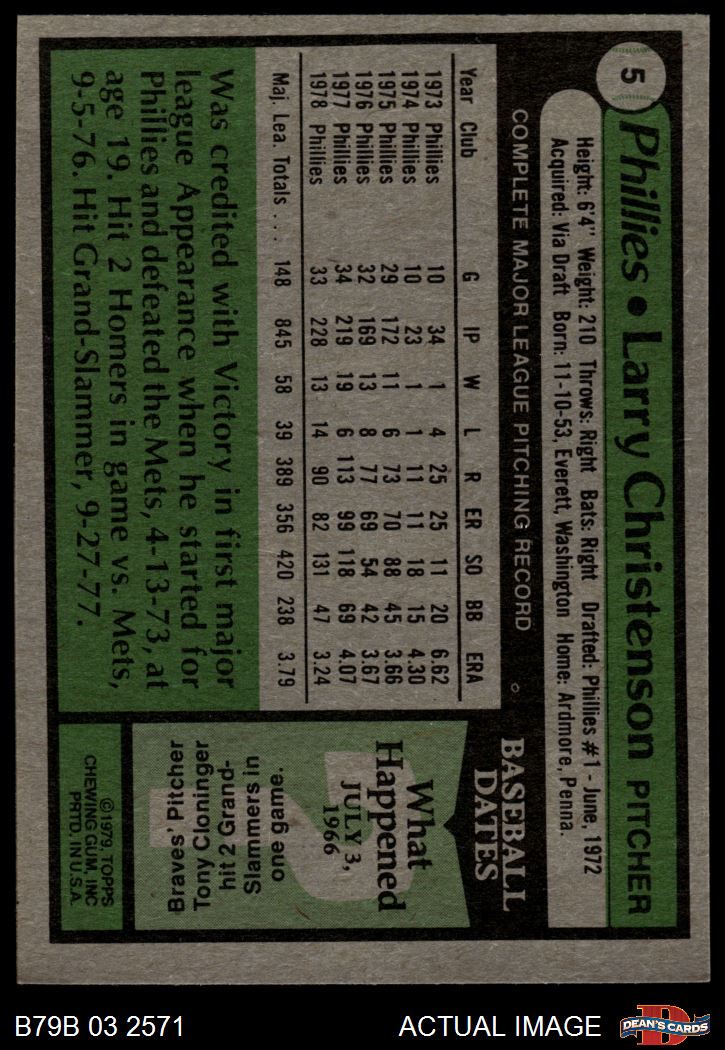 5
Phillies • Larry Christenson PITCHER
Height: 6'4" Weight: 210 Throws: Right Bats: Right Drafted: Phillies #1 - June, 1972
Acquired: Via Draft Born: 11-10-53, Everett, Washington Home: Ardmore, Penna.
COMPLETE MAJOR LEAGUE PITCHING RECORD
Year Club G IP W L R ER SO BB ERA
1973 Phillies 10 34 1 4 25 25 11 20 6.62
1974 Phillies 10 23 1 1 11 11 18 15 4.30
1975 Phillies 29 172 11 6 73 70 88 45 3.66
1976 Phillies 32 169 13 8 77 69 54 42 3.67
1977 Phillies 34 219 19 6 113 99 118 69 4.07
1978 Phillies 33 228 13 14 90 82 131 47 3.24
Maj. Lea. Totals . . . 148 845 58 39 389 356 420 238 3.79
Was credited with Victory in first major
league Appearance when he started for
Phillies and defeated the Mets, 4-13-73, at
age 19. Hit 2 Homers in game vs. Mets,
9-5-76. Hit Grand-Slammer, 9-27-77.
BASEBALL
DATES
What
Happened
JULY 3,
1966
Braves' Pitcher
Tony Cloninger
hit 2 Grand-
Slammers in
one game.
©1979, TOPPS
CHEWING GUM, INC
PRTD. IN U.S.A.
B79B 03 2571
ACTUAL IMAGE
D
DEAN'S CARDS